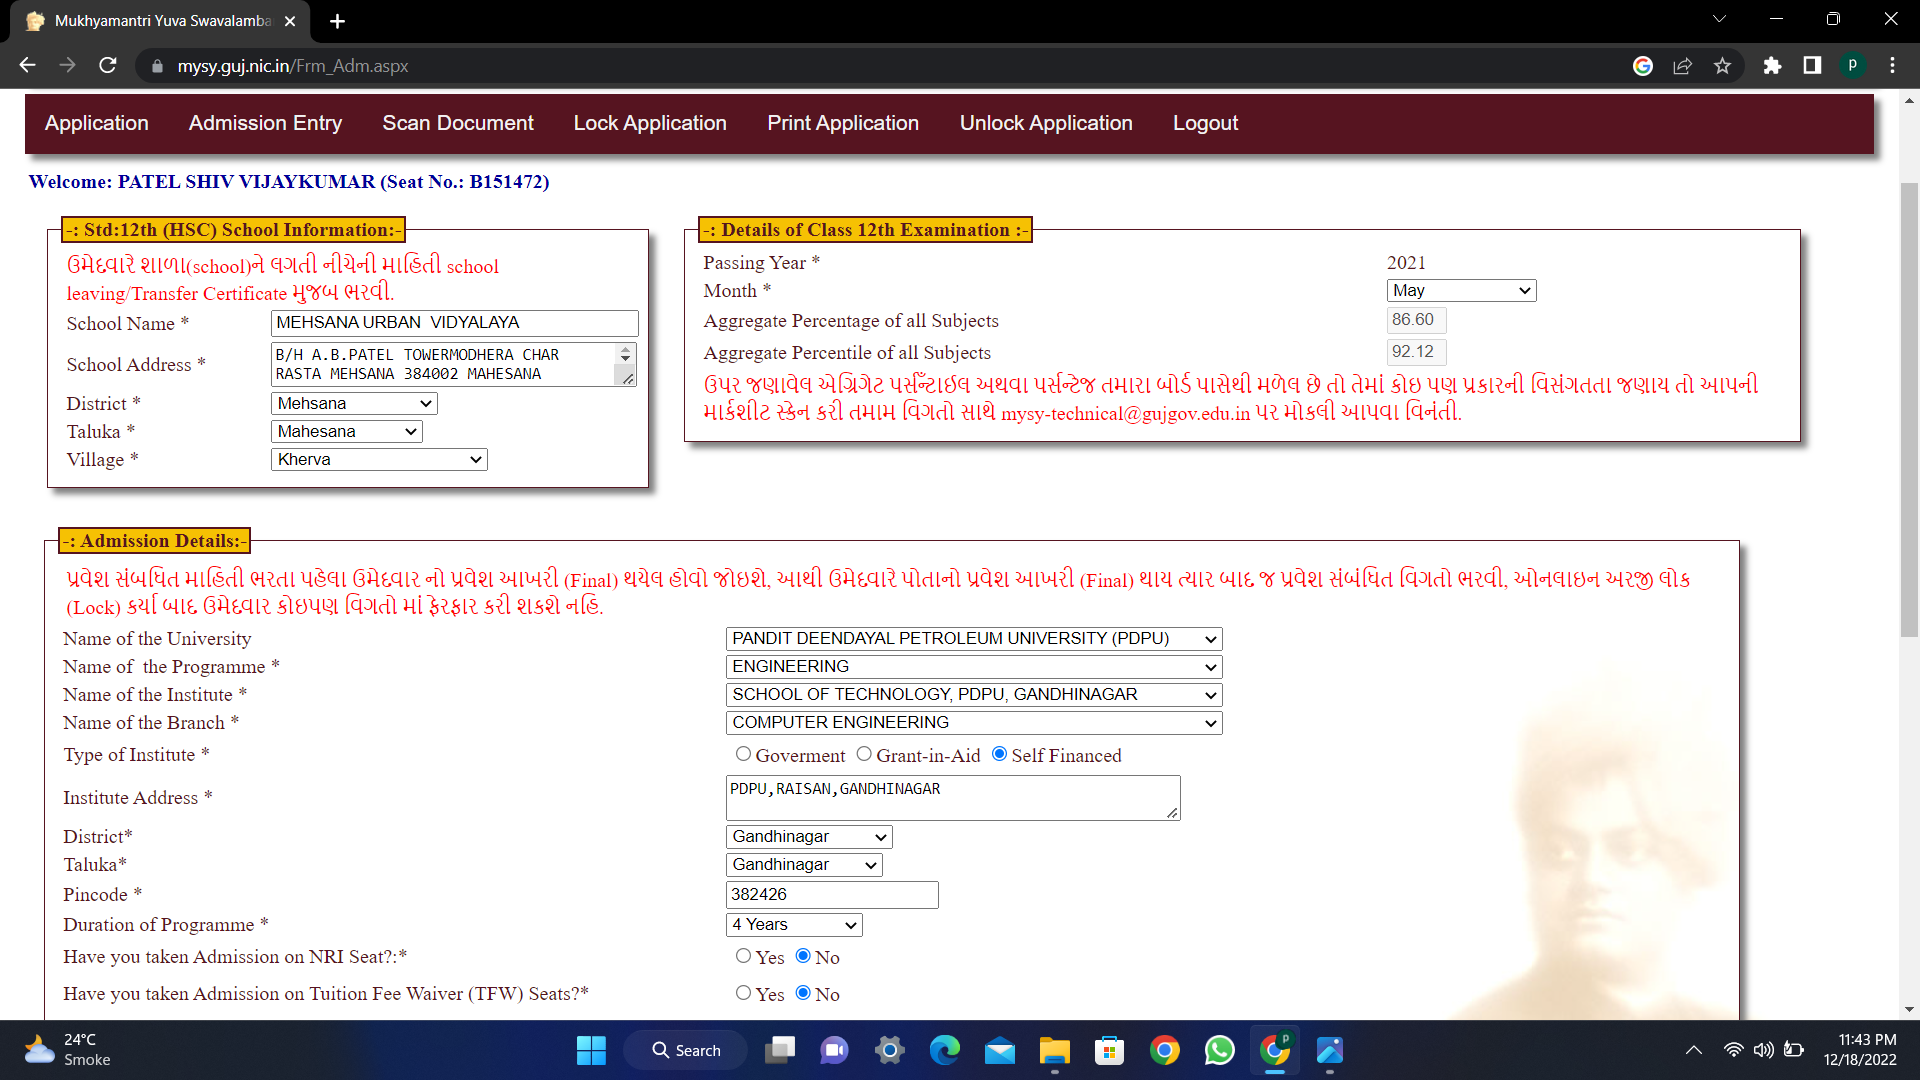 Mukhyamantri Yuva Swavalamba
mysy.guj.nic.in/Frm_Adm.aspx
P
Application Admission Entry Scan Document Lock Application Print Application Unlock Application Logout
Welcome: PATEL SHIV VIJAYKUMAR (Seat No.: B151472)
-: Std:12th (HSC) School Information:-
ઉમેદવારે શાળા(school)ને લગતી નીચેની માહિતી school
leaving/Transfer Certificate મુજબ ભરવી.
School Name * MEHSANA URBAN  VIDYALAYA
School Address * B/H A.B.PATEL TOWERMODHERA CHAR
RASTA MEHSANA 384002 MAHESANA
District * Mehsana
Taluka * Mahesana
Village * Kherva
-: Details of Class 12th Examination :-
Passing Year * 2021
Month * May
Aggregate Percentage of all Subjects 86.60
Aggregate Percentile of all Subjects 92.12
ઉપર જણાવેલ એગ્રિગેટ પર્સેન્ટાઈલ અથવા પર્સન્ટેજ તમારા બોર્ડ પાસેથી મળેલ છે તો તેમાં કોઇ પણ પ્રકારની વિસંગતતા જણાય તો આપની
માર્કશીટ સ્કેન કરી તમામ વિગતો સાથે mysy-technical@gujgov.edu.in પર મોકલી આપવા વિનંતી.
-: Admission Details:-
પ્રવેશ સંબધિત માહિતી ભરતા પહેલા ઉમેદવાર નો પ્રવેશ આખરી (Final) થયેલ હોવો જોઇશે, આથી ઉમેદવારે પોતાનો પ્રવેશ આખરી (Final) થાય ત્યાર બાદ જ પ્રવેશ સંબંધિત વિગતો ભરવી, ઓનલાઇન અરજી લોક
(Lock) કર્યા બાદ ઉમેદવાર કોઇપણ વિગતો માં ફેરફાર કરી શકશે નહિ.
Name of the University PANDIT DEENDAYAL PETROLEUM UNIVERSITY (PDPU)
Name of  the Programme * ENGINEERING
Name of the Institute * SCHOOL OF TECHNOLOGY, PDPU, GANDHINAGAR
Name of the Branch * COMPUTER ENGINEERING
Type of Institute * Goverment Grant-in-Aid Self Financed
Institute Address * PDPU,RAISAN,GANDHINAGAR
District* Gandhinagar
Taluka* Gandhinagar
Pincode * 382426
Duration of Programme * 4 Years
Have you taken Admission on NRI Seat?:* Yes No
Have you taken Admission on Tuition Fee Waiver (TFW) Seats?* Yes No
24°C
Smoke
Search
P
11:43 PM
12/18/2022